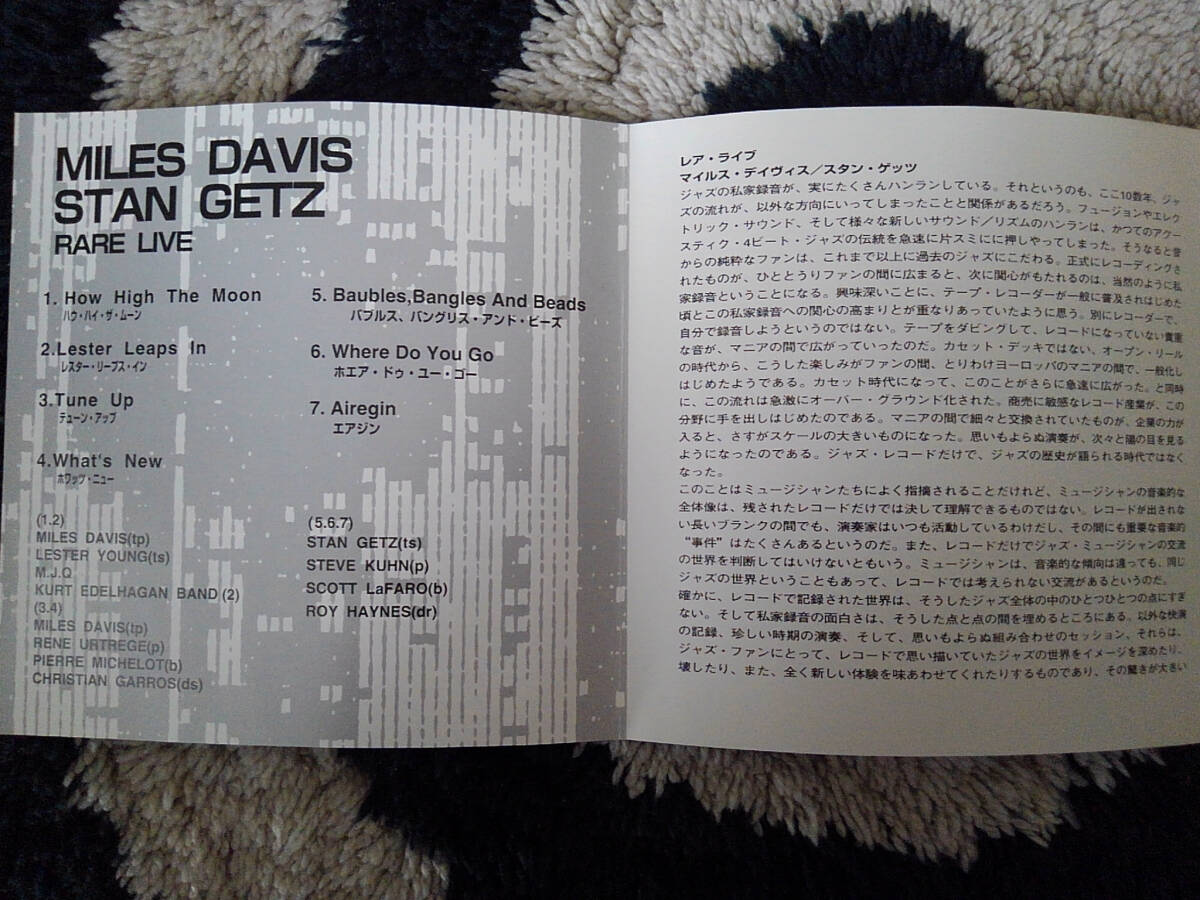 MILES DAVIS
STAN GETZ
RARE LIVE
1. How High The Moon
ハウ・ハイ・ザ・ムーン
2.Lester Leaps In
レスター・リープス・イン
3.Tune Up
テューン・アップ
4.What's New
ホワッツ・ニュー
5. Baubles,Bangles And Beads
バブルス、バングリス・アンド・ビーズ
6. Where Do You Go
ホエア・ドゥ・ユー・ゴー
7. Airegin
エアジン
(1.2)
MILES DAVIS(tp)
LESTER YOUNG(ts)
M.J.Q
KURT EDELHAGAN BAND (2)
(3.4)
MILES DAVIS(tp)
RENE URTREGE(p)
PIERRE MICHELOT(b)
CHRISTIAN GARROS(ds)
(5.6.7)
STAN GETZ(ts)
STEVE KUHN(p)
SCOTT LaFARO(b)
ROY HAYNES(dr)
レア・ライブ
マイルス・デイヴィス/スタン・ゲッツ
ジャズの私家録音が、実にたくさんハンランしている。それというのも、ここ10数年、ジャ
ズの流れが、以外な方向にいってしまったことと関係があるだろう。フュージョンやエレク
トリック・サウンド、そして様々な新しいサウンド/リズムのハンランは、かつてのアクー
スティク・4ビート・ジャズの伝統を急速に片スミにに押しやってしまった。そうなると昔
からの純粋なファンは、これまで以上に過去のジャズにこだわる。正式にレコーディングさ
れたものが、ひととうりファンの間に広まると、次に関心がもたれるのは、当然のように私
家録音ということになる。興味深いことに、テープ・レコーダーが一般に普及されはじめた
頃とこの私家録音への関心の高まりとが重なりあっていたように思う。別にレコーダーで、
自分で録音しようというのではない。テープをダビングして、レコードになっていない貴重
な音が、マニアの間で広がっていったのだ。カセット・デッキではない、オープン・リール
の時代から、こうした楽しみがファンの間、とりわけヨーロッパのマニアの間で、一般化し
はじめたようである。カセット時代になって、このことがさらに急速に広がった。と同時
に、この流れは急激にオーバー・グラウンド化された。商売に敏感なレコード産業が、この
分野に手を出しはじめたのである。マニアの間で細々と交換されていたものが、企業の力が
入ると、さすがスケールの大きいものになった。思いもよらぬ演奏が、次々と陽の目を見る
ようになったのである。ジャズ・レコードだけで、ジャズの歴史が語られる時代ではなく
なった。
このことはミュージシャンたちによく指摘されることだけれど、ミュージシャンの音楽的な
全体像は、残されたレコードだけでは決して理解できるものではない。レコードが出されな
い長いブランクの間でも、演奏家はいつも活動しているわけだし、その間にも重要な音楽的
“事件”はたくさんあるというのだ。また、レコードだけでジャズ・ミュージシャンの交流
の世界を判断してはいけないともいう。ミュージシャンは、音楽的な傾向は違っても、同じ
ジャズの世界ということもあって、レコードでは考えられない交流があるというのだ。
確かに、レコードで記録された世界は、そうしたジャズ全体の中のひとつひとつの点にすぎ
ない。そして私家録音の面白さは、そうした点と点の間を埋めるところにある。以外な快演
の記録、珍しい時期の演奏、そして、思いもよらぬ組み合わせのセッション、それらは、
ジャズ・ファンにとって、レコードで思い描いていたジャズの世界をイメージを深めたり、
壊したり、また、全く新しい体験を味あわせてくれたりするものであり、その驚きが大きい